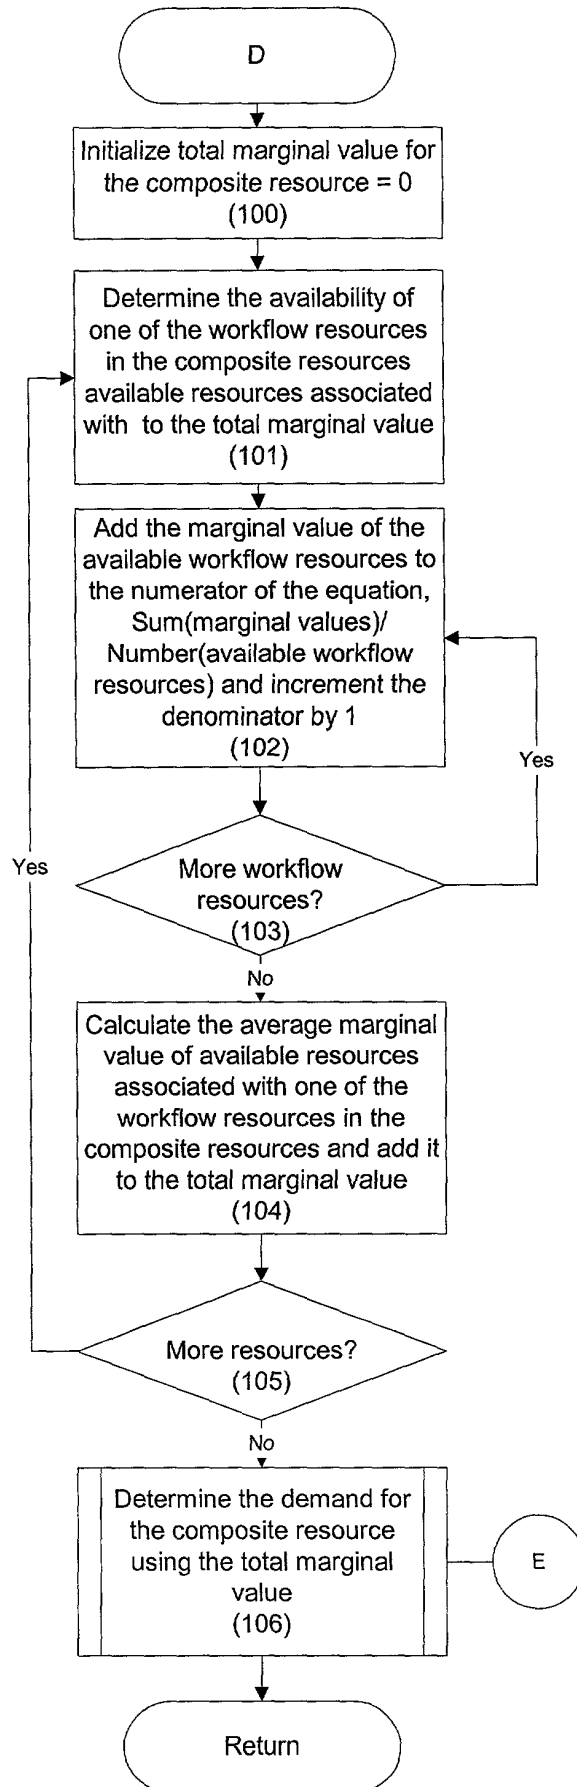 D
Initialize total marginal value for
the composite resource = 0
(100)
Determine the availability of
one of the workflow resources
in the composite resources
available resources associated
with to the total marginal value
(101)
Add the marginal value of the
available workflow resources to
the numerator of the equation,
Sum(marginal values)/
Number(available workflow
resources) and increment the
denominator by 1
(102)
Yes
Yes
More workflow
resources?
(103)
No
Calculate the average marginal
value of available resources
associated with one of the
workflow resources in the
composite resources and add it
to the total marginal value
(104)
More resources?
(105)
No
Determine the demand for
the composite resource
using the total marginal
value
(106)
E
Return